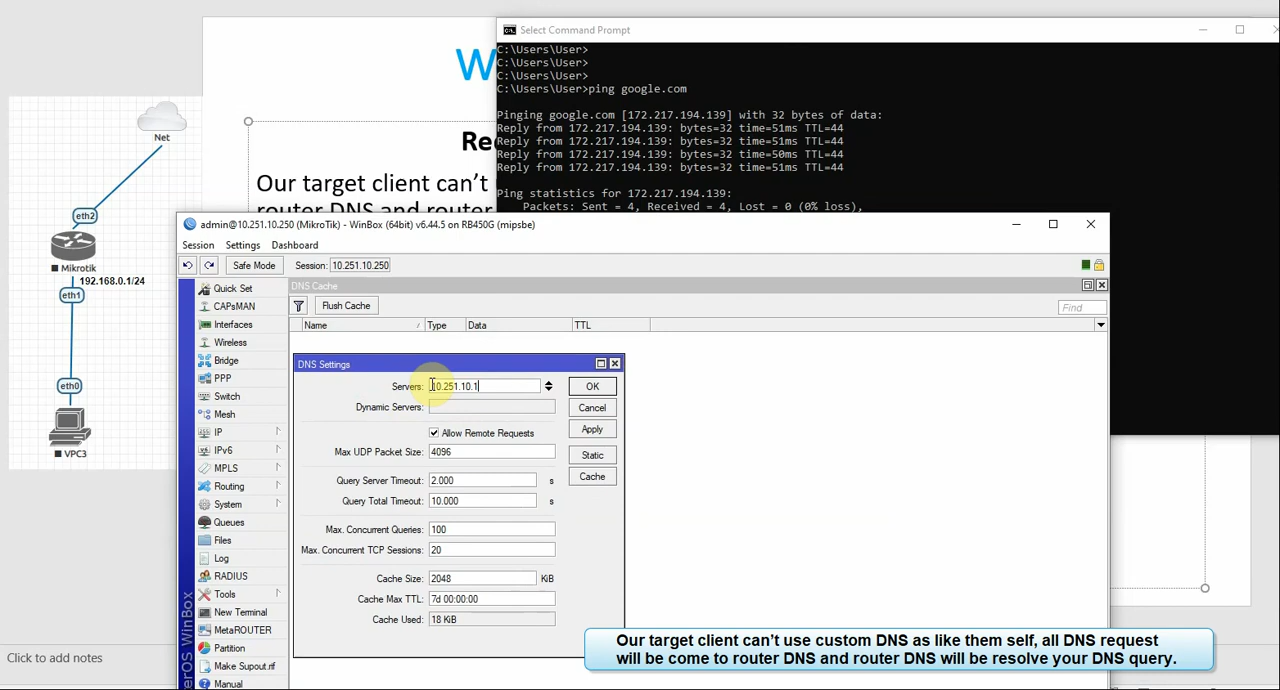 Select Command Prompt
C:\Users\User>
C:\Users\User>
C:\Users\User>
C:\Users\User>ping google.com
Pinging google.com [172.217.194.139] with 32 bytes of data:
Reply from 172.217.194.139: bytes=32 time=51ms TTL=44
Reply from 172.217.194.139: bytes=32 time=51ms TTL=44
Reply from 172.217.194.139: bytes=32 time=50ms TTL=44
Reply from 172.217.194.139: bytes=32 time=51ms TTL=44
Ping statistics for 172.217.194.139:
Packets: Sent = 4, Received = 4, Lost = 0 (0% loss),
Net
eth2
Mikrotik
192.168.0.1/24
eth1
eth0
VPC3
Our target client can't
router DNS and router
admin@10.251.10.250 (MikroTik) - WinBox (64bit) v6.44.5 on RB450G (mipsbe)
Session Settings Dashboard
Safe Mode Session: 10.251.10.250
Quick Set
CAPsMAN
Interfaces
Wireless
Bridge
PPP
Switch
Mesh
IP
IPv6
MPLS
Routing
System
Queues
Files
Log
RADIUS
Tools
New Terminal
MetaROUTER
Partition
Make Supout.rif
Manual
RouterOS WinBox
DNS Cache
Flush Cache Find
Name Type Data TTL
DNS Settings
Servers: 10.251.10.1 OK
Dynamic Servers: Cancel
Allow Remote Requests Apply
Max UDP Packet Size: 4096
Static
Query Server Timeout: 2.000 s Cache
Query Total Timeout: 10.000 s
Max. Concurrent Queries: 100
Max. Concurrent TCP Sessions: 20
Cache Size: 2048 KiB
Cache Max TTL: 7d 00:00:00
Cache Used: 18 KiB
Click to add notes
Our target client can't use custom DNS as like them self, all DNS request
will be come to router DNS and router DNS will be resolve your DNS query.